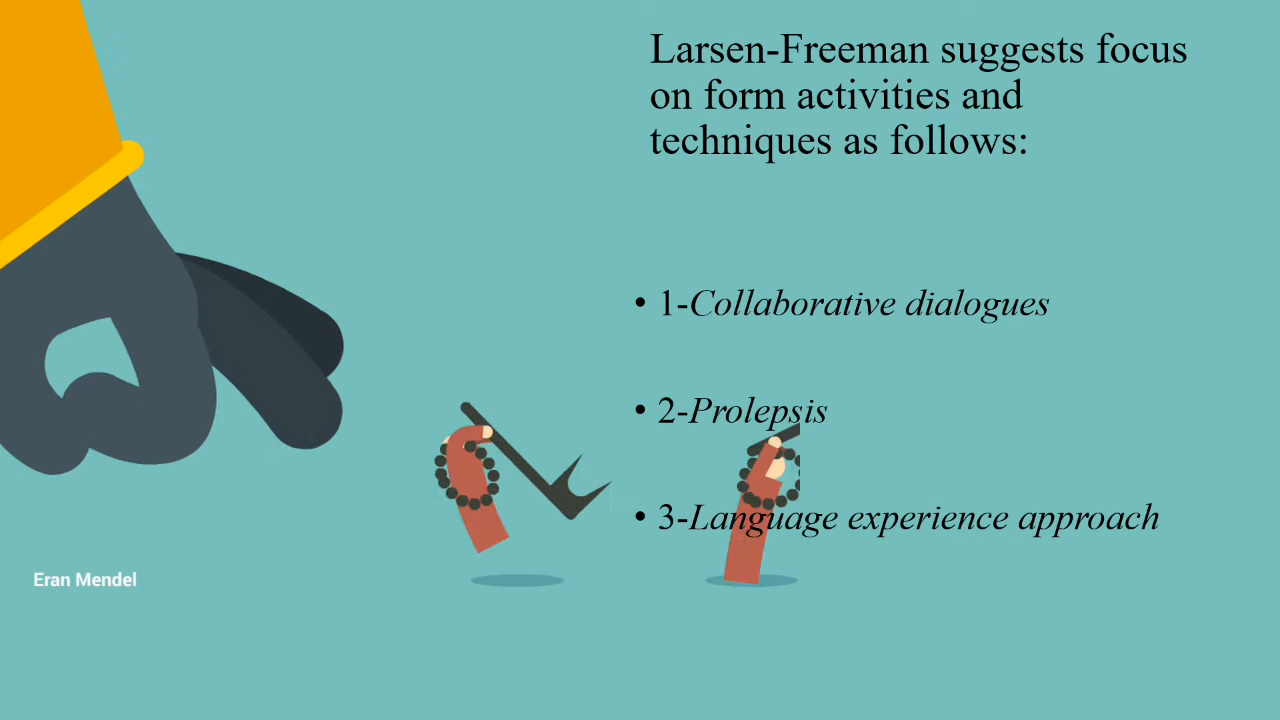 Larsen-Freeman suggests focus
on form activities and
techniques as follows:
• 1-Collaborative dialogues
• 2-Prolepsis
• 3-Language experience approach
Eran Mendel